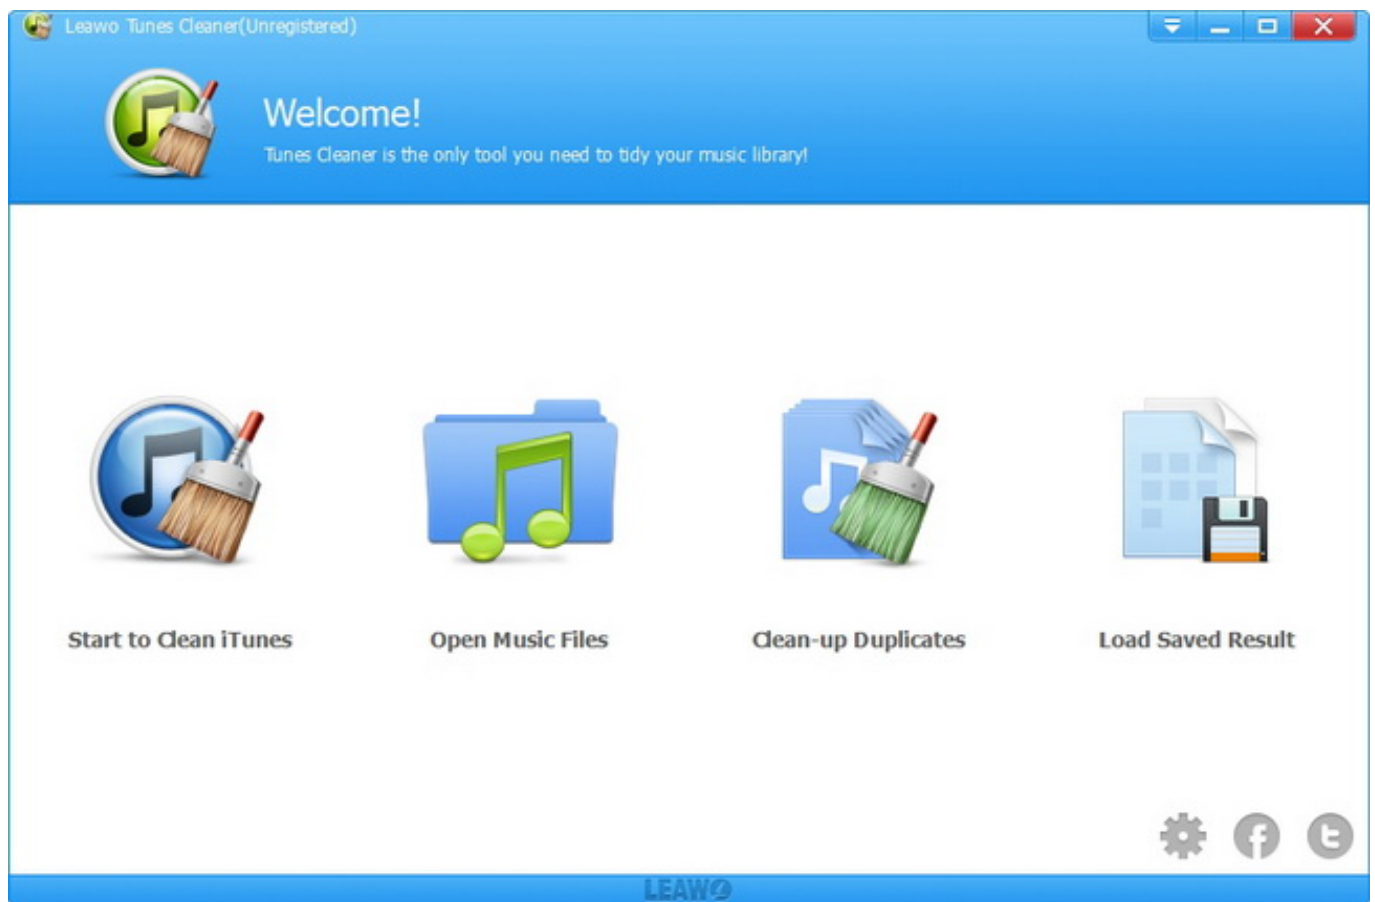 Leawo Tunes Cleaner(Unregistered)
Welcome!
Tunes Cleaner is the only tool you need to tidy your music library!
Start to Clean iTunes
Open Music Files
Clean-up Duplicates
Load Saved Result
LEAWO